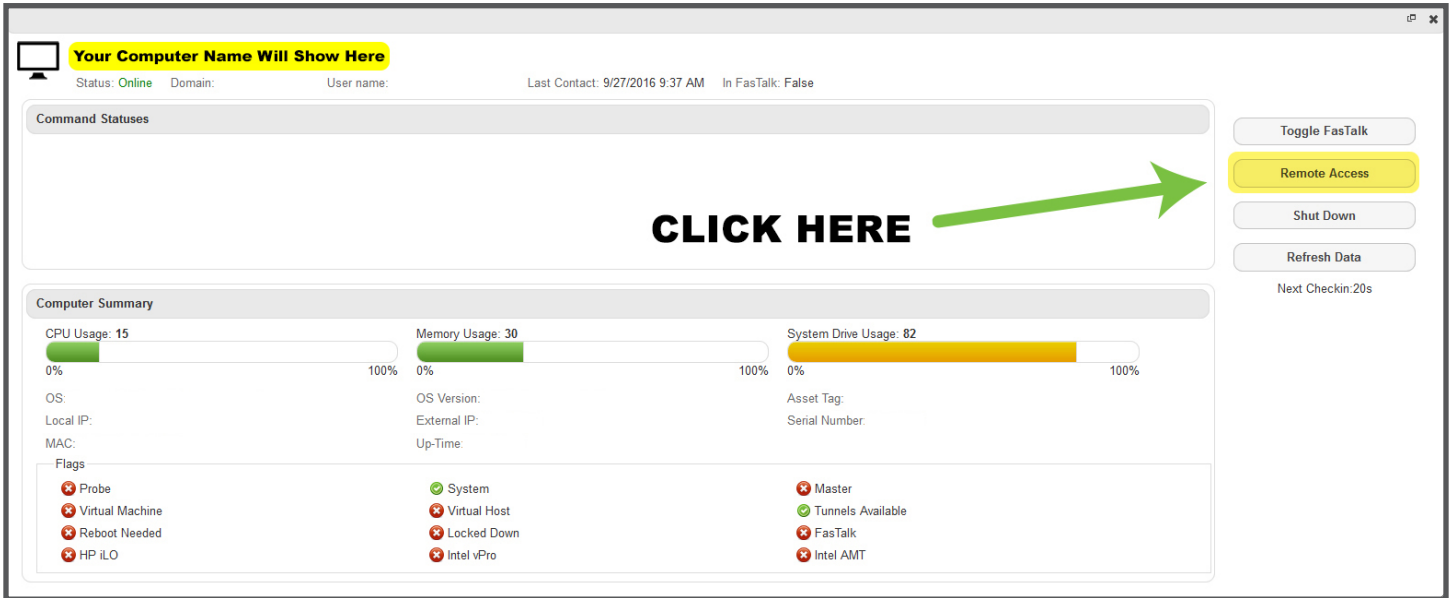 Your Computer Name Will Show Here
Status: Online Domain: User name: Last Contact: 9/27/2016 9:37 AM In FasTalk: False
Command Statuses
CLICK HERE
Toggle FasTalk
Remote Access
Shut Down
Refresh Data
Next Checkin:20s
Computer Summary
CPU Usage: 15 Memory Usage: 30 System Drive Usage: 82
0% 100% 0% 100% 0% 100%
OS: OS Version: Asset Tag:
Local IP: External IP: Serial Number:
MAC: Up-Time:
Flags
Probe System Master
Virtual Machine Virtual Host Tunnels Available
Reboot Needed Locked Down FasTalk
HP iLO Intel vPro Intel AMT